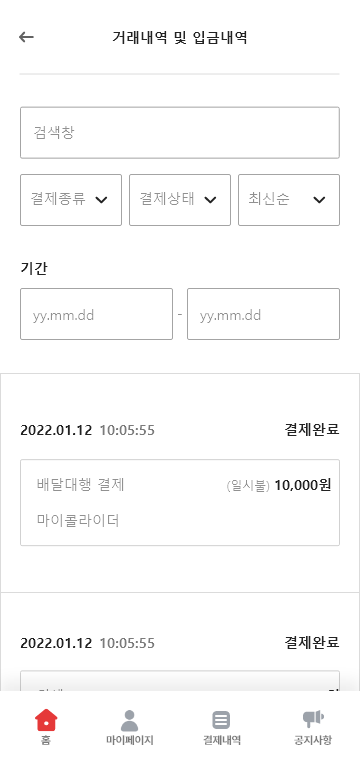 거래내역 및 입금내역
검색창
결제종류 결제상태 최신순
기간
yy.mm.dd - yy.mm.dd
2022.01.12 10:05:55 결제완료
배달대행 결제 (일시불) 10,000원
마이콜라이더
2022.01.12 10:05:55 결제완료
홈 마이페이지 결제내역 공지사항